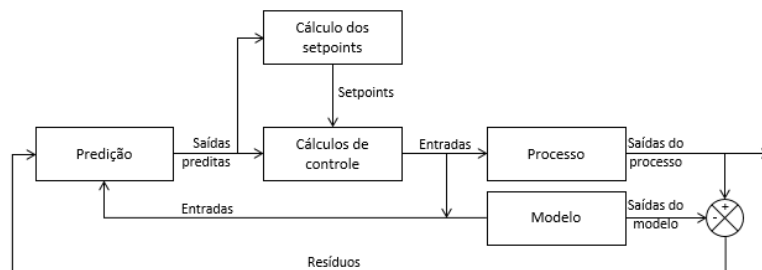 Cálculo dos
setpoints
Setpoints
Predição
Saídas
preditas
Cálculos de
controle
Entradas
Processo
Saídas do
processo
+
-
Entradas
Modelo
Saídas do
modelo
Resíduos